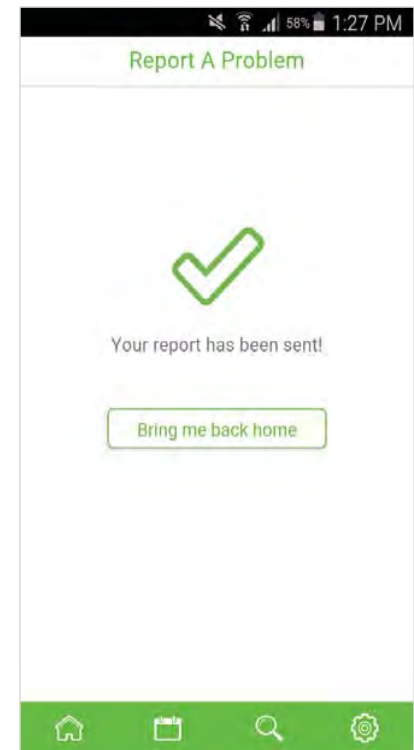 58% 1:27 PM
Report A Problem
Your report has been sent!
Bring me back home